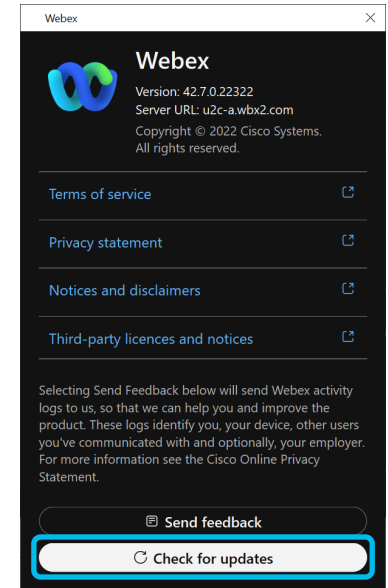 Webex
Webex
Version: 42.7.0.22322
Server URL: u2c-a.wbx2.com
Copyright © 2022 Cisco Systems.
All rights reserved.
Terms of service
Privacy statement
Notices and disclaimers
Third-party licences and notices
Selecting Send Feedback below will send Webex activity
logs to us, so that we can help you and improve the
product. These logs identify you, your device, other users
you've communicated with and optionally, your employer.
For more information see the Cisco Online Privacy
Statement.
Send feedback
Check for updates